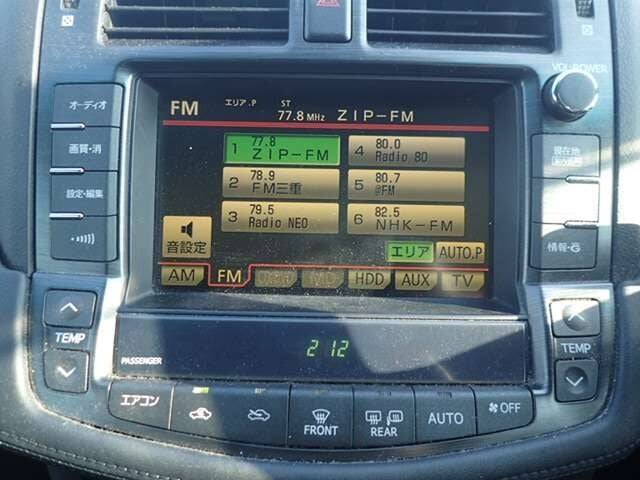 VOL·POWER
オーディオ
画質・消
設定・編集
FM エリア.P ST 77.8 MHz ZIP-FM
1 77.8 ZIP-FM
2 78.9 FM三重
3 79.5 Radio NEO
4 80.0 Radio 80
5 80.7 @FM
6 82.5 NHK-FM
音設定
エリア AUTO.P
AM FM HDD AUX TV
現在地
情報・G
TEMP
TEMP
PASSENGER
2 12
エアコン
FRONT
REAR
AUTO
OFF